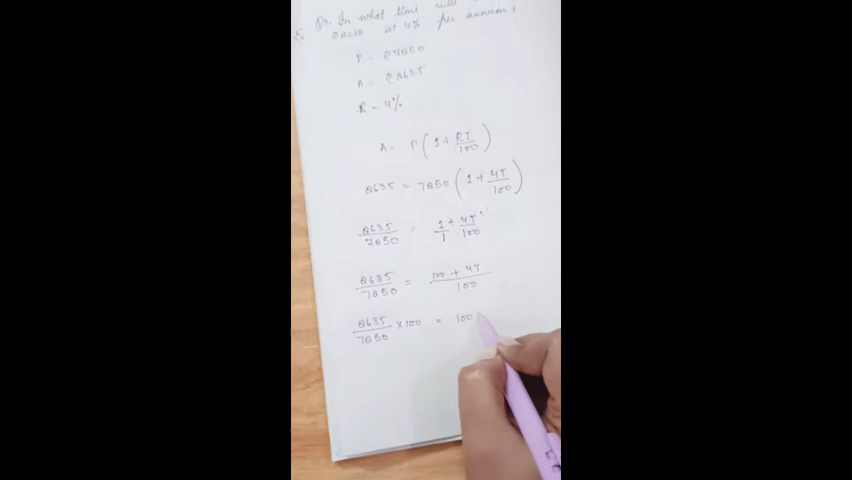 Q:- In what time will
₹8635 at 4% per annum ?
P = ₹7850
A = ₹8635
R = 4%
A = P ( 1 + RT/100 )
8635 = 7850 ( 1 + 4T/100 )
8635/7850 = 1/1 + 4T/100
8635/7850 = 100 + 4T/100
8635/7850 × 100 = 100